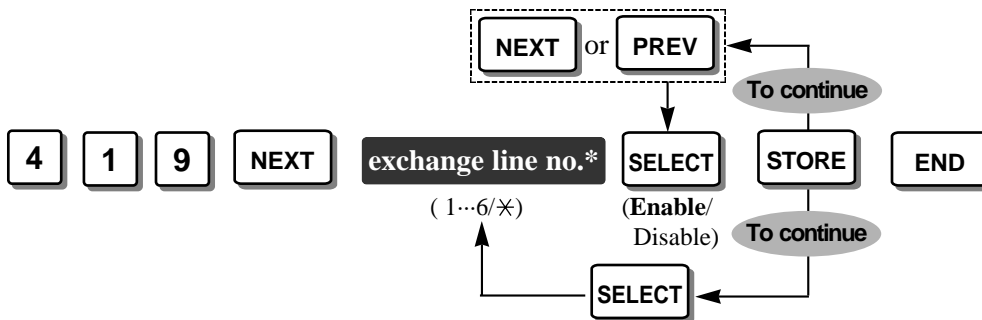 NEXT or PREV
To continue
4 1 9 NEXT exchange line no.* SELECT STORE END
( 1···6/✳) (Enable/
Disable)
To continue
SELECT